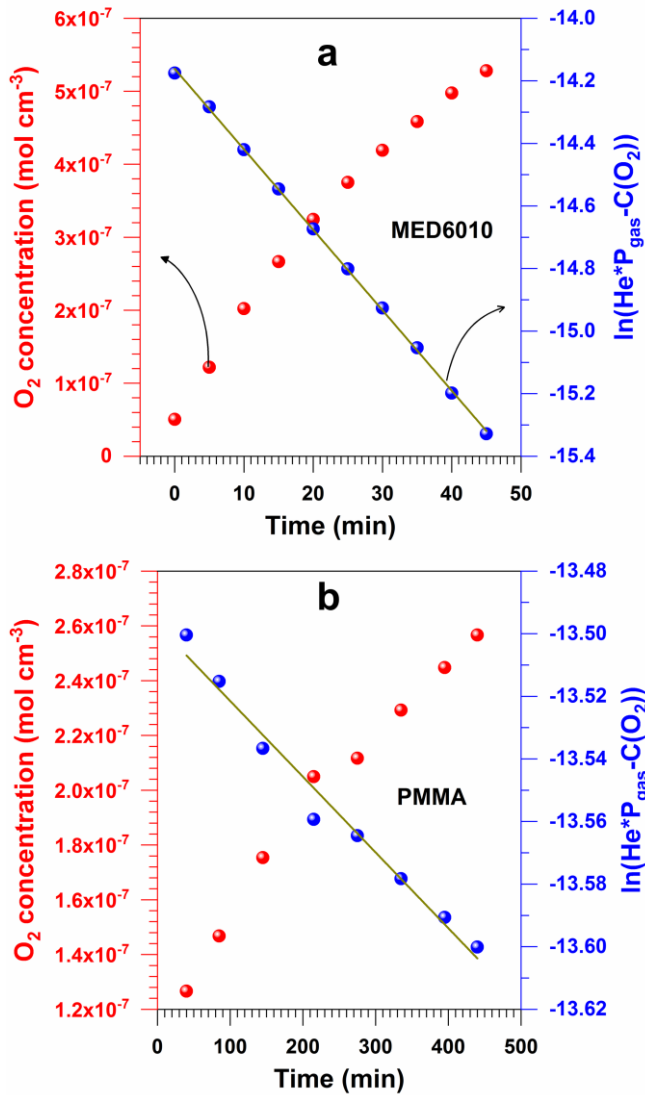 a
6x10⁻⁷
5x10⁻⁷
4x10⁻⁷
3x10⁻⁷
2x10⁻⁷
1x10⁻⁷
0
O₂ concentration (mol cm⁻³)
MED6010
-14.0
-14.2
-14.4
-14.6
-14.8
-15.0
-15.2
-15.4
ln(He*P_gas-C(O₂))
0 10 20 30 40 50
Time (min)
b
2.8x10⁻⁷
2.6x10⁻⁷
2.4x10⁻⁷
2.2x10⁻⁷
2.0x10⁻⁷
1.8x10⁻⁷
1.6x10⁻⁷
1.4x10⁻⁷
1.2x10⁻⁷
O₂ concentration (mol cm⁻³)
PMMA
-13.48
-13.50
-13.52
-13.54
-13.56
-13.58
-13.60
-13.62
ln(He*P_gas-C(O₂))
0 100 200 300 400 500
Time (min)